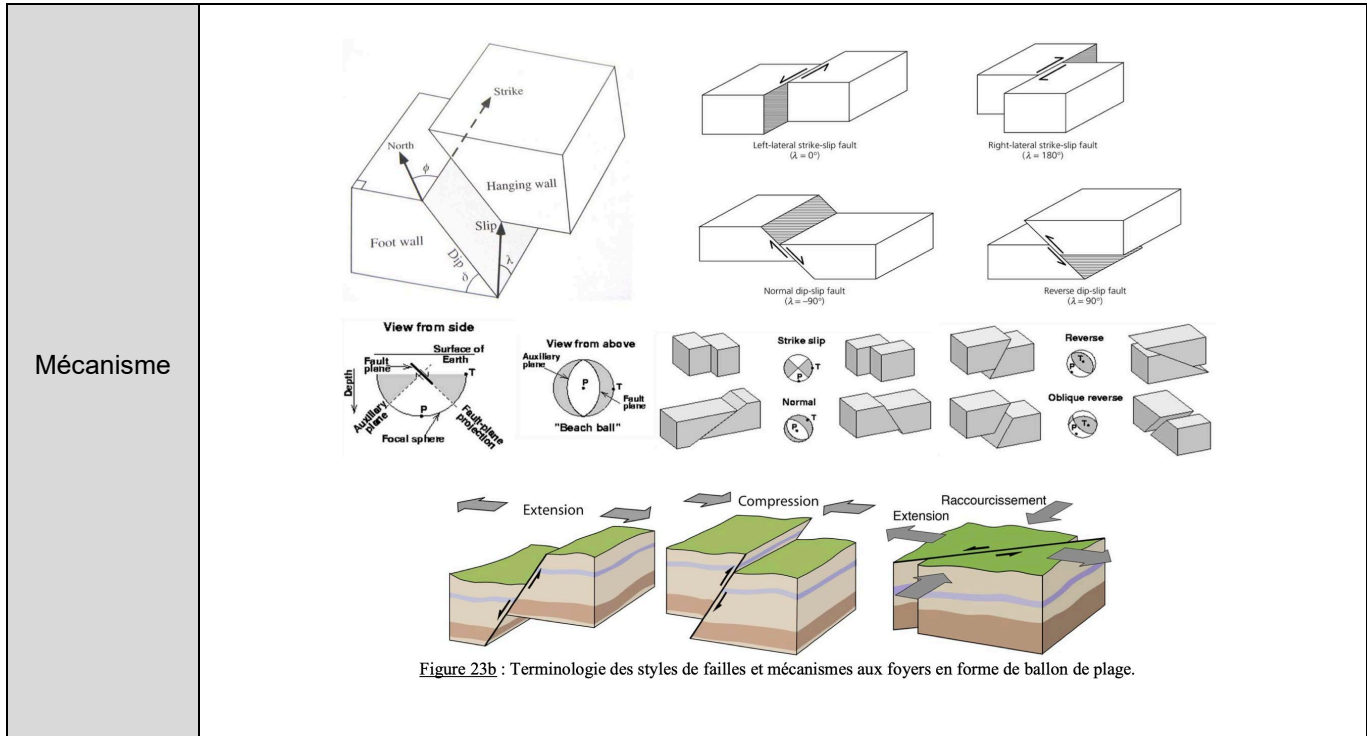 Mécanisme
Strike
North
ϕ
Hanging wall
Slip
Foot wall
Dip
δ
λ
Left-lateral strike-slip fault
(λ = 0°)
Right-lateral strike-slip fault
(λ = 180°)
Normal dip-slip fault
(λ = –90°)
Reverse dip-slip fault
(λ = 90°)
View from side
Surface of
Earth
Fault
plane
T
Depth
P
Auxiliary
plane
Fault-plane
projection
Focal sphere
View from above
Auxiliary
plane
P
T
Fault
plane
"Beach ball"
Strike slip
T
P
Normal
T
P
Reverse
T
P
Oblique reverse
P
T
Extension
Compression
Raccourcissement
Extension
Figure 23b : Terminologie des styles de failles et mécanismes aux foyers en forme de ballon de plage.